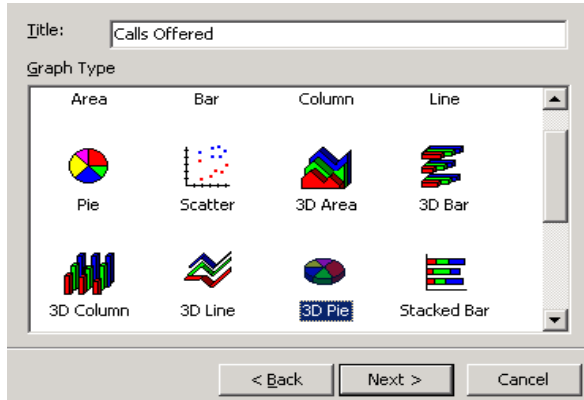 Title: Calls Offered
Graph Type
Area Bar Column Line
Pie Scatter 3D Area 3D Bar
3D Column 3D Line 3D Pie Stacked Bar
< Back Next > Cancel